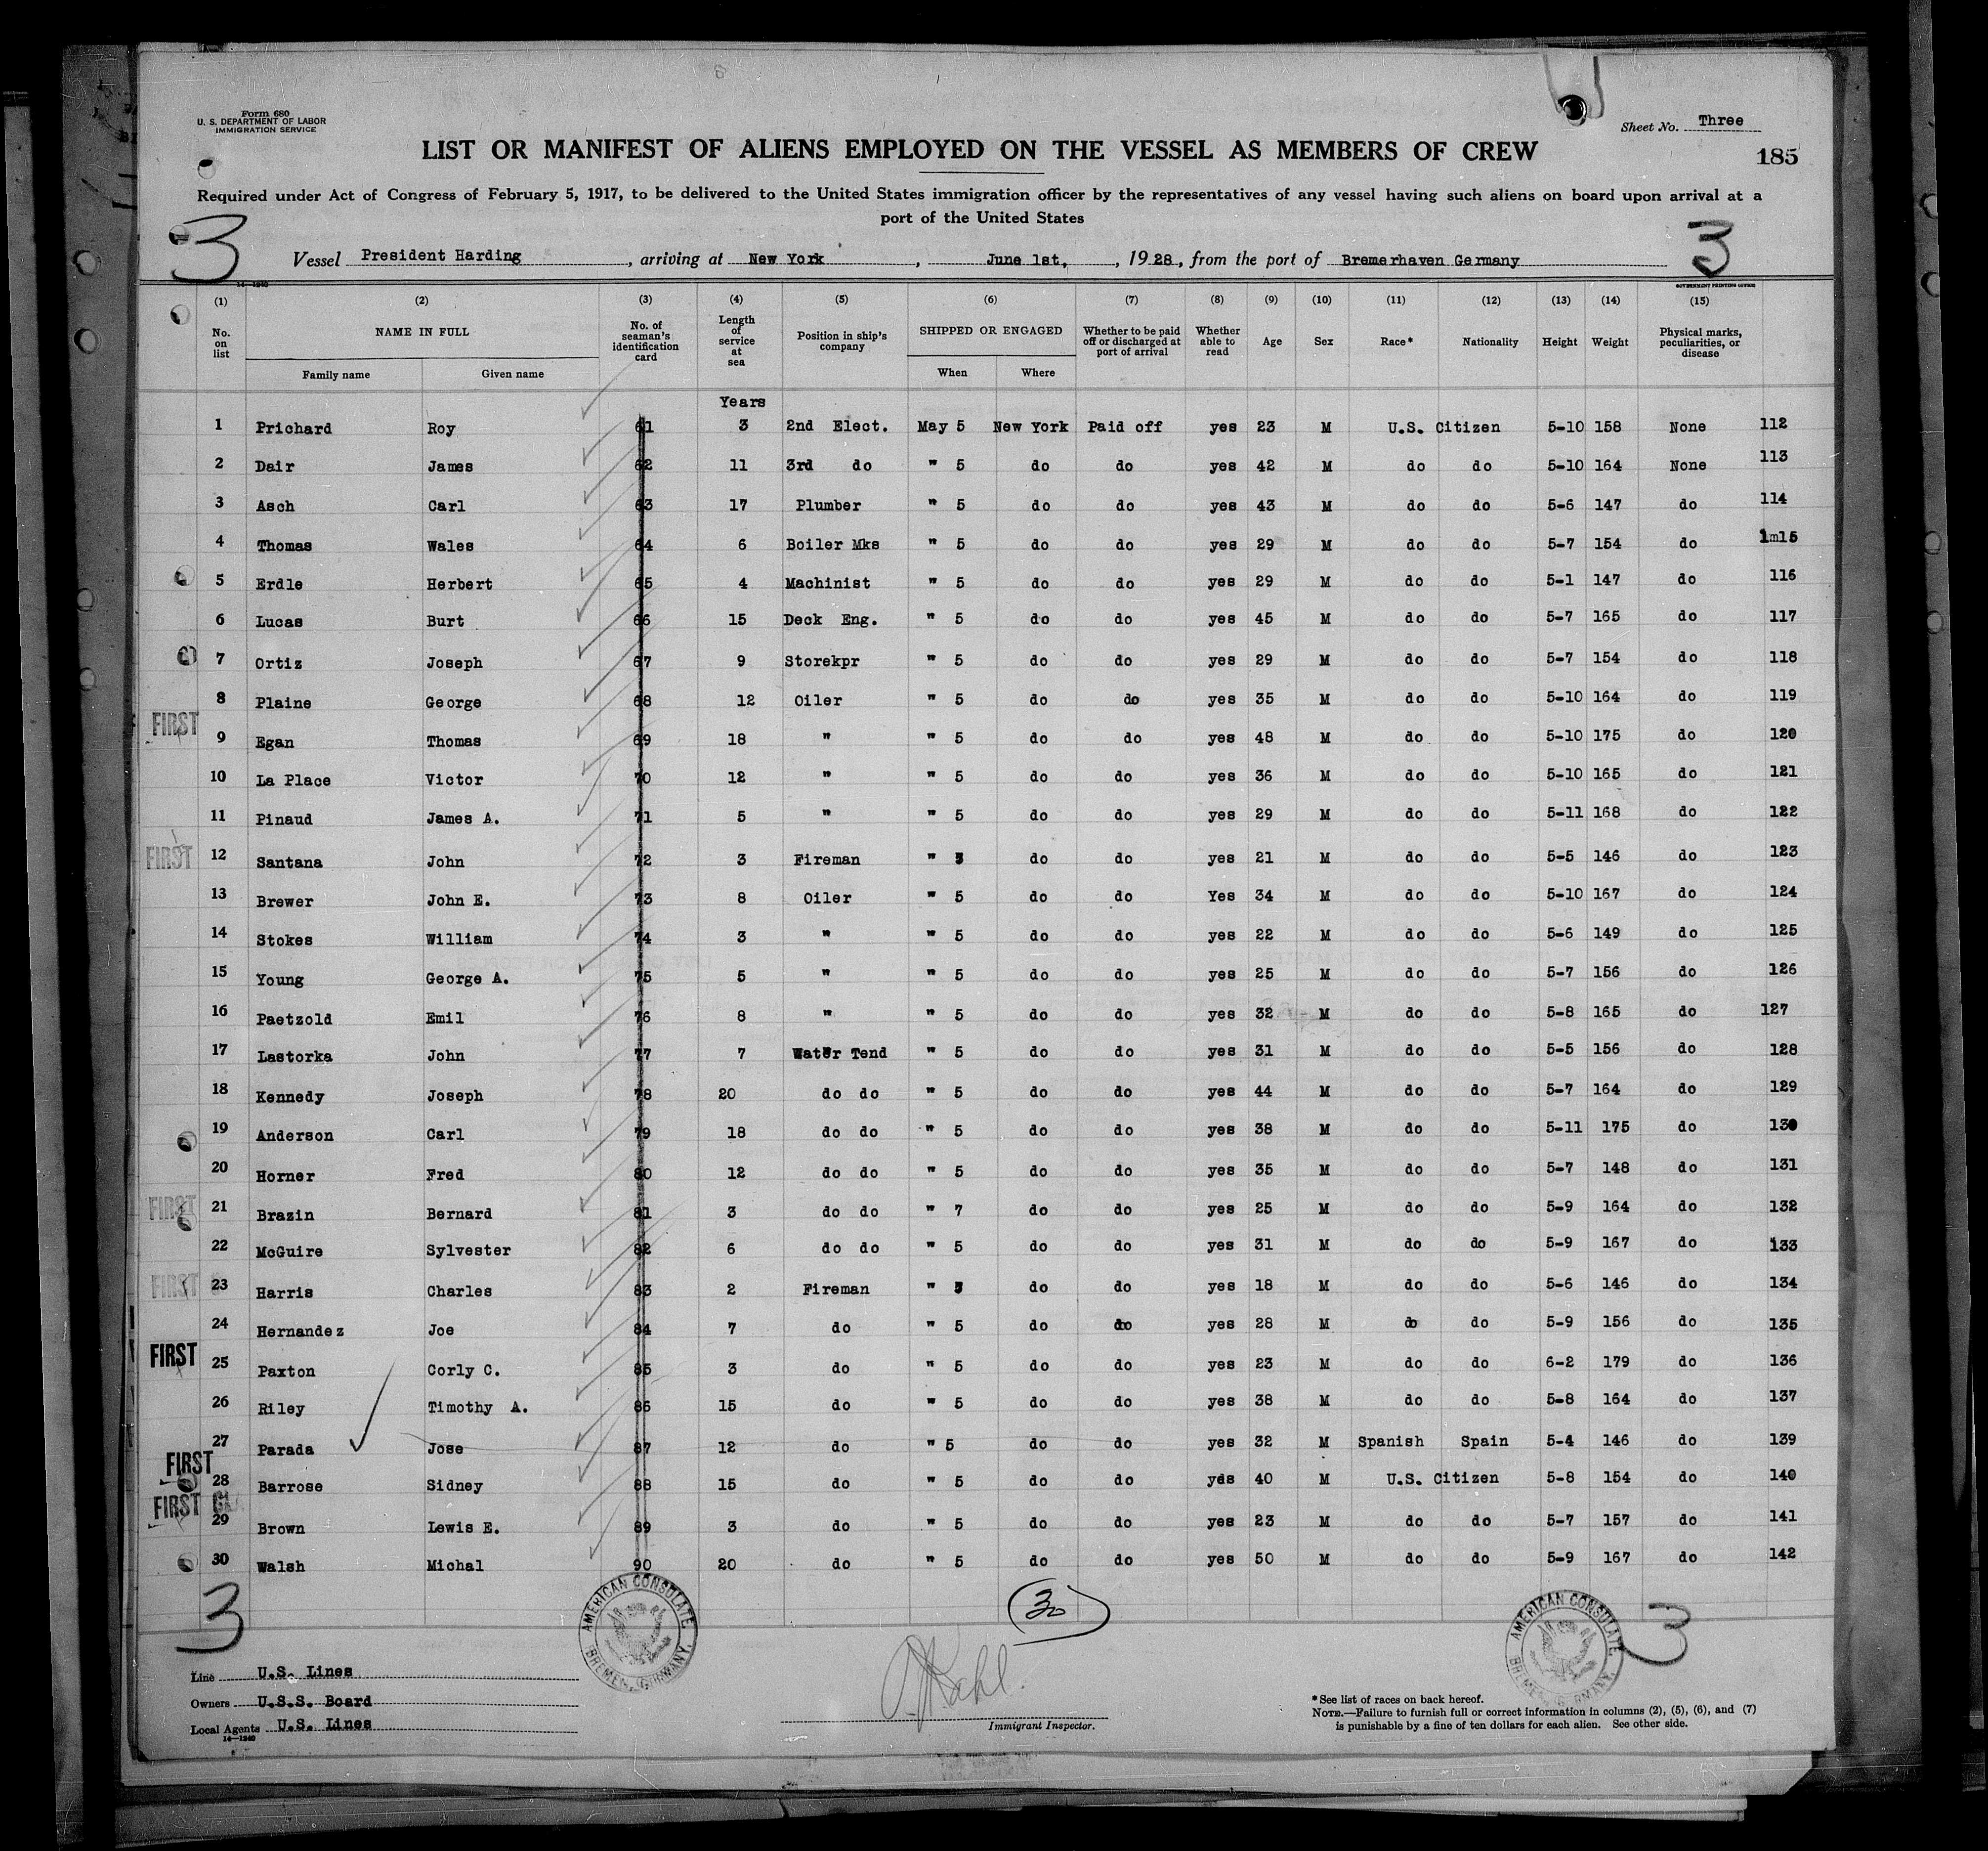 Form 680
U. S. DEPARTMENT OF LABOR
IMMIGRATION SERVICE
Sheet No. Three
LIST OR MANIFEST OF ALIENS EMPLOYED ON THE VESSEL AS MEMBERS OF CREW
185
Required under Act of Congress of February 5, 1917, to be delivered to the United States immigration officer by the representatives of any vessel having such aliens on board upon arrival at a
port of the United States
3 3
Vessel President Harding, arriving at New York, June 1st, , 1928, from the port of Bremerhaven Germany
14—1240 GOVERNMENT PRINTING OFFICE
(1) (2) (3) (4) (5) (6) (7) (8) (9) (10) (11) (12) (13) (14) (15)
No. on list NAME IN FULL No. of seaman's identification card Length of service at sea Position in ship's company SHIPPED OR ENGAGED Whether to be paid off or discharged at port of arrival Whether able to read Age Sex Race* Nationality Height Weight Physical marks, peculiarities, or disease
Family name Given name When Where
Years
1 Prichard Roy 61 3 2nd Elect. May 5 New York Paid off yes 23 M U.S. Citizen 5-10 158 None 112
2 Dair James 62 11 3rd do " 5 do do yes 42 M do do 5-10 164 None 113
3 Asch Carl 63 17 Plumber " 5 do do yes 43 M do do 5-6 147 do 114
4 Thomas Wales 64 6 Boiler Mks " 5 do do yes 29 M do do 5-7 154 do 1m15
5 Erdle Herbert 65 4 Machinist " 5 do do yes 29 M do do 5-1 147 do 116
6 Lucas Burt 66 15 Deck Eng. " 5 do do yes 45 M do do 5-7 165 do 117
7 Ortiz Joseph 67 9 Storekpr " 5 do do yes 29 M do do 5-7 154 do 118
8 Plaine George 68 12 Oiler " 5 do do yes 35 M do do 5-10 164 do 119
FIRST
9 Egan Thomas 69 18 " " 5 do do yes 48 M do do 5-10 175 do 120
10 La Place Victor 70 12 " " 5 do do yes 36 M do do 5-10 165 do 121
11 Pinaud James A. 71 5 " " 5 do do yes 29 M do do 5-11 168 do 122
FIRST 12 Santana John 72 3 Fireman " 5 do do yes 21 M do do 5-5 146 do 123
13 Brewer John E. 73 8 Oiler " 5 do do Yes 34 M do do 5-10 167 do 124
14 Stokes William 74 3 " " 5 do do yes 22 M do do 5-6 149 do 125
15 Young George A. 75 5 " " 5 do do yes 25 M do do 5-7 156 do 126
16 Paetzold Emil 76 8 " " 5 do do yes 32 M do do 5-8 165 do 127
17 Lastorka John 77 7 Water Tend " 5 do do yes 31 M do do 5-5 156 do 128
18 Kennedy Joseph 78 20 do do " 5 do do yes 44 M do do 5-7 164 do 129
19 Anderson Carl 79 18 do do " 5 do do yes 38 M do do 5-11 175 do 130
20 Horner Fred 80 12 do do " 5 do do yes 35 M do do 5-7 148 do 131
FIRST 21 Brazin Bernard 81 3 do do " 7 do do yes 25 M do do 5-9 164 do 132
22 McGuire Sylvester 82 6 do do " 5 do do yes 31 M do do 5-9 167 do 133
FIRST 23 Harris Charles 83 2 Fireman " 5 do do yes 18 M do do 5-6 146 do 134
24 Hernandez Joe 84 7 do " 5 do do yes 28 M do do 5-9 156 do 135
FIRST 25 Paxton Corly C. 85 3 do " 5 do do yes 23 M do do 6-2 179 do 136
26 Riley Timothy A. 86 15 do " 5 do do yes 38 M do do 5-8 164 do 137
27 Parada Jose 87 12 do " 5 do do yes 32 M Spanish Spain 5-4 146 do 139
FIRST
28 Barrose Sidney 88 15 do " 5 do do yes 40 M U.S. Citizen 5-8 154 do 140
FIRST
29 Brown Lewis E. 89 3 do " 5 do do yes 23 M do do 5-7 157 do 141
30 Walsh Michal 90 20 do " 5 do do yes 50 M do do 5-9 167 do 142
3 30 3
AMERICAN CONSULATE BREMEN, GERMANY
AMERICAN CONSULATE BREMEN, GERMANY
Line U.S. Lines
Owners U.S.S. Board
Local Agents U.S. Lines
14—1240
Immigrant Inspector.
*See list of races on back hereof.
NOTE.—Failure to furnish full or correct information in columns (2), (5), (6), and (7)
is punishable by a fine of ten dollars for each alien. See other side.